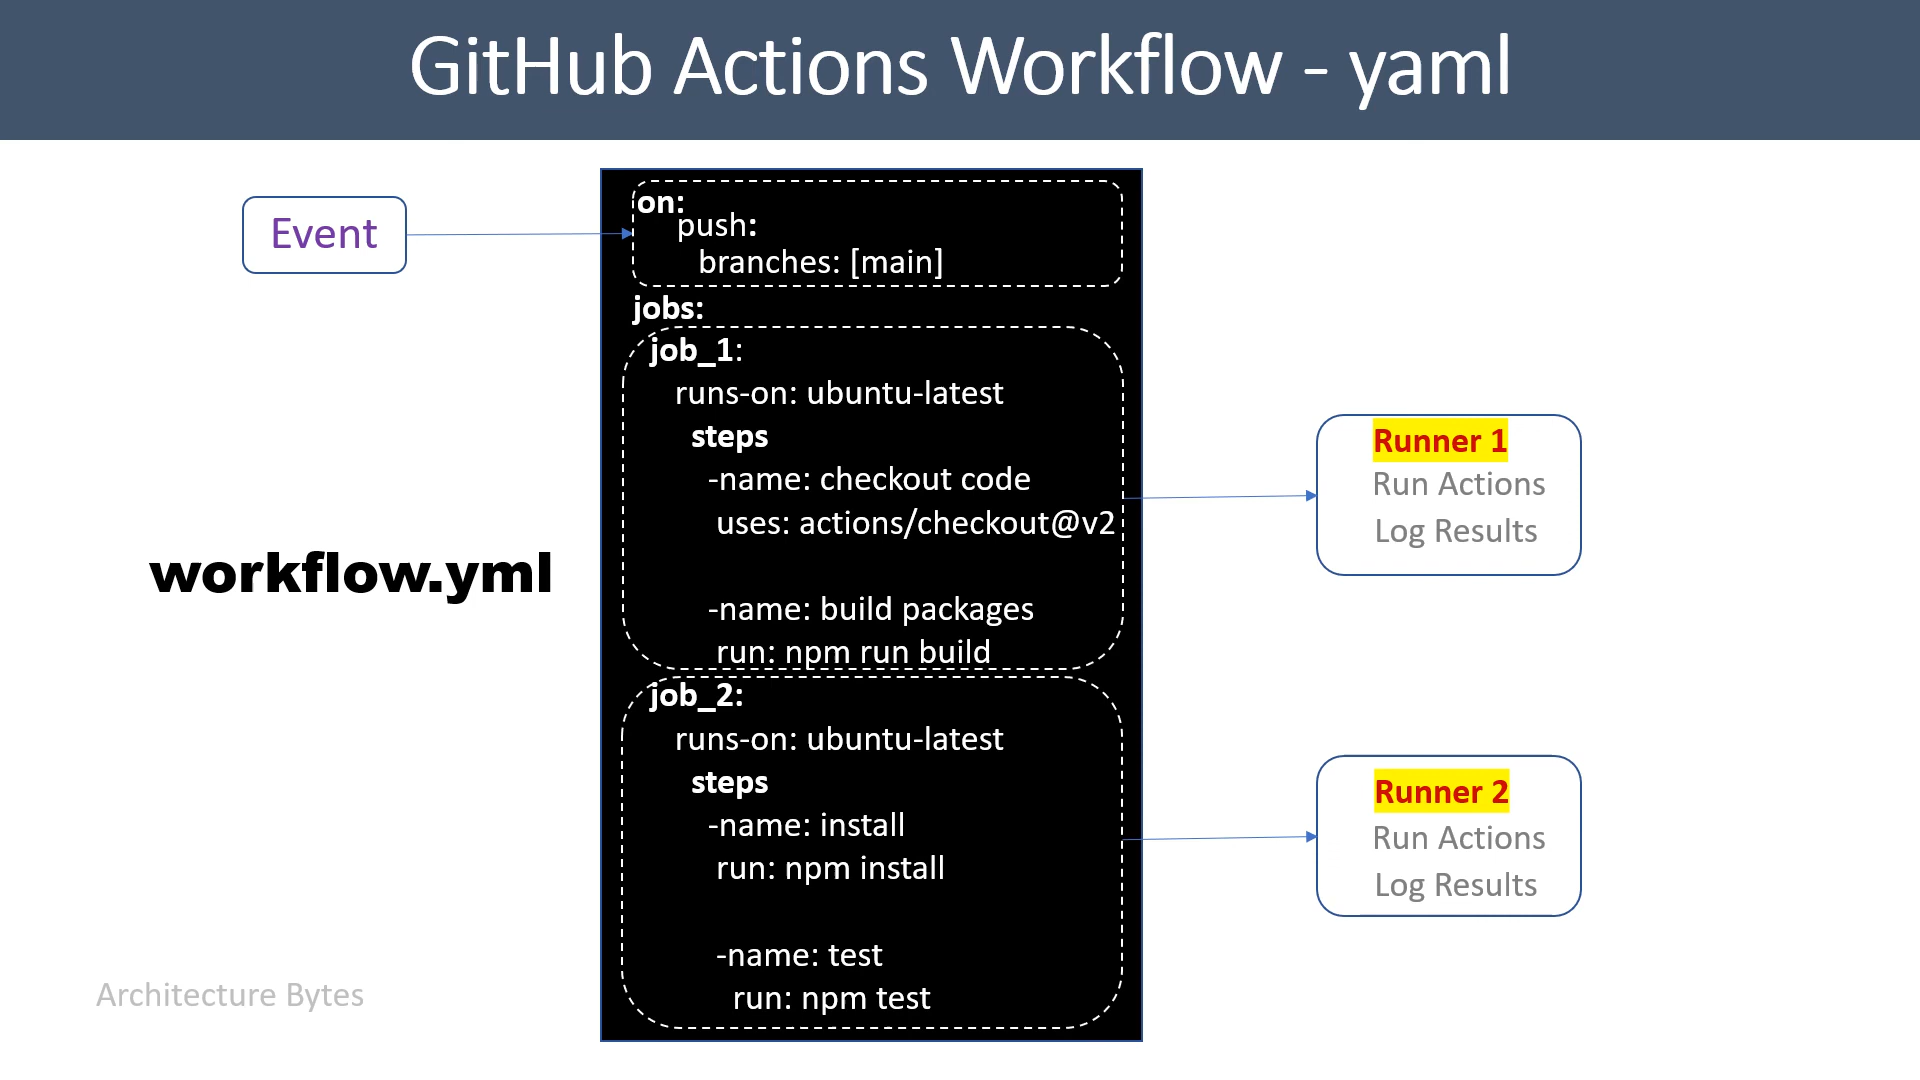 GitHub Actions Workflow - yaml
Event
on:
push:
branches: [main]
jobs:
job_1:
runs-on: ubuntu-latest
steps
-name: checkout code
uses: actions/checkout@v2
-name: build packages
run: npm run build
job_2:
runs-on: ubuntu-latest
steps
-name: install
run: npm install
-name: test
run: npm test
workflow.yml
Runner 1
Run Actions
Log Results
Runner 2
Run Actions
Log Results
Architecture Bytes